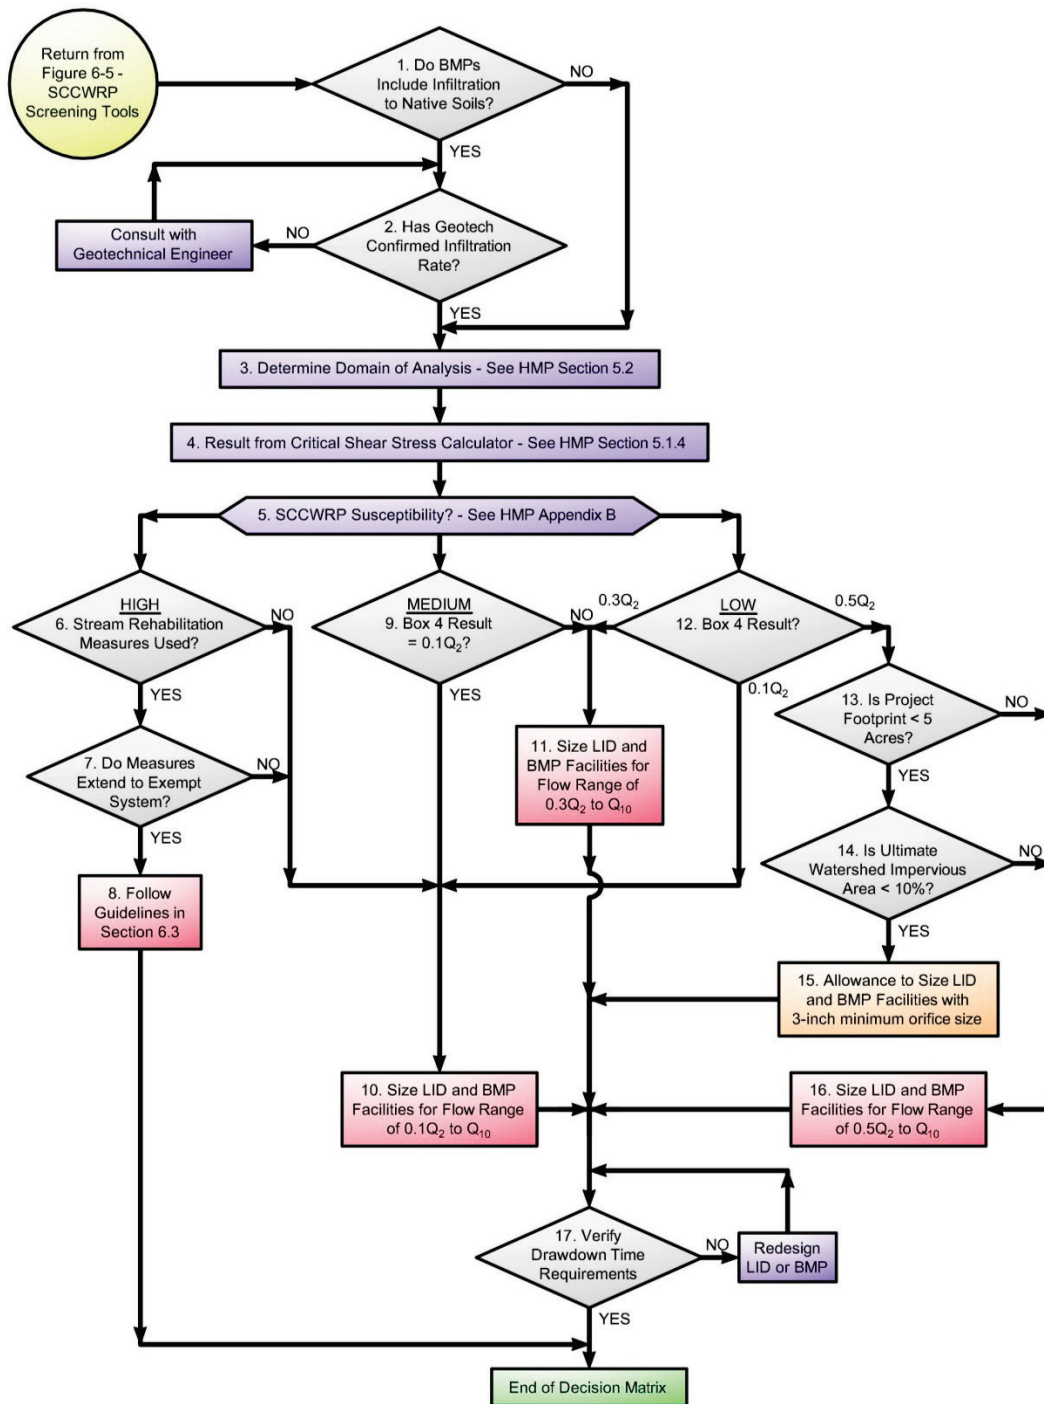 Return from
Figure 6-5 -
SCCWRP
Screening Tools
1. Do BMPs
Include Infiltration
to Native Soils?
NO
YES
2. Has Geotech
Confirmed Infiltration
Rate?
NO
Consult with
Geotechnical Engineer
YES
3. Determine Domain of Analysis - See HMP Section 5.2
4. Result from Critical Shear Stress Calculator - See HMP Section 5.1.4
5. SCCWRP Susceptibility? - See HMP Appendix B
HIGH
6. Stream Rehabilitation
Measures Used?
NO
YES
MEDIUM
9. Box 4 Result
= 0.1Q₂?
NO
YES
0.3Q₂
LOW
12. Box 4 Result?
0.5Q₂
0.1Q₂
7. Do Measures
Extend to Exempt
System?
NO
YES
11. Size LID and
BMP Facilities for
Flow Range of
0.3Q₂ to Q₁₀
13. Is Project
Footprint < 5
Acres?
NO
YES
14. Is Ultimate
Watershed Impervious
Area < 10%?
NO
YES
8. Follow
Guidelines in
Section 6.3
15. Allowance to Size LID
and BMP Facilities with
3-inch minimum orifice size
10. Size LID and BMP
Facilities for Flow Range
of 0.1Q₂ to Q₁₀
16. Size LID and BMP
Facilities for Flow Range
of 0.5Q₂ to Q₁₀
17. Verify
Drawdown Time
Requirements
NO
Redesign
LID or BMP
YES
End of Decision Matrix